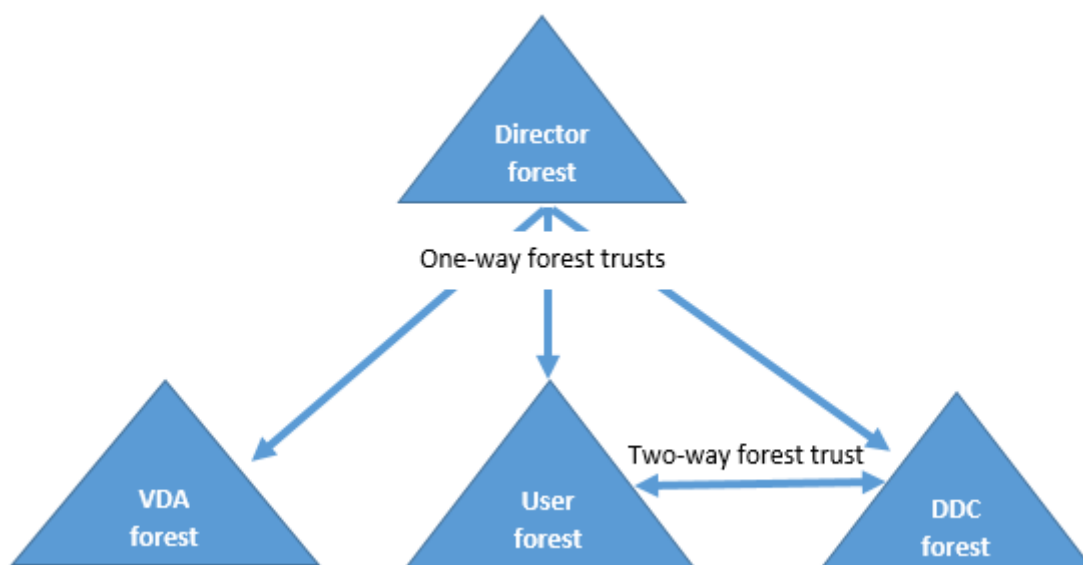 Director
forest
One-way forest trusts
Two-way forest trust
VDA
forest
User
forest
DDC
forest